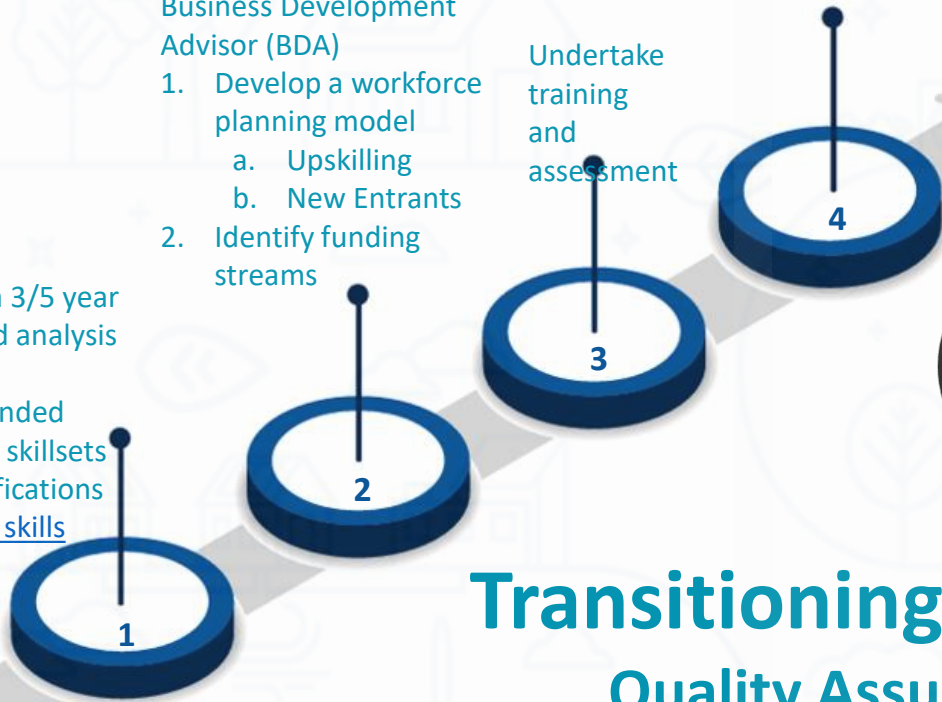 3/5 year
analysis
skillsets
skills
1
Business Development
Advisor (BDA)
1. Develop a workforce
planning model
a. Upskilling
b. New Entrants
2. Identify funding
streams
2
Undertake
training
and
assessment
3
4
Transitioning
Quality